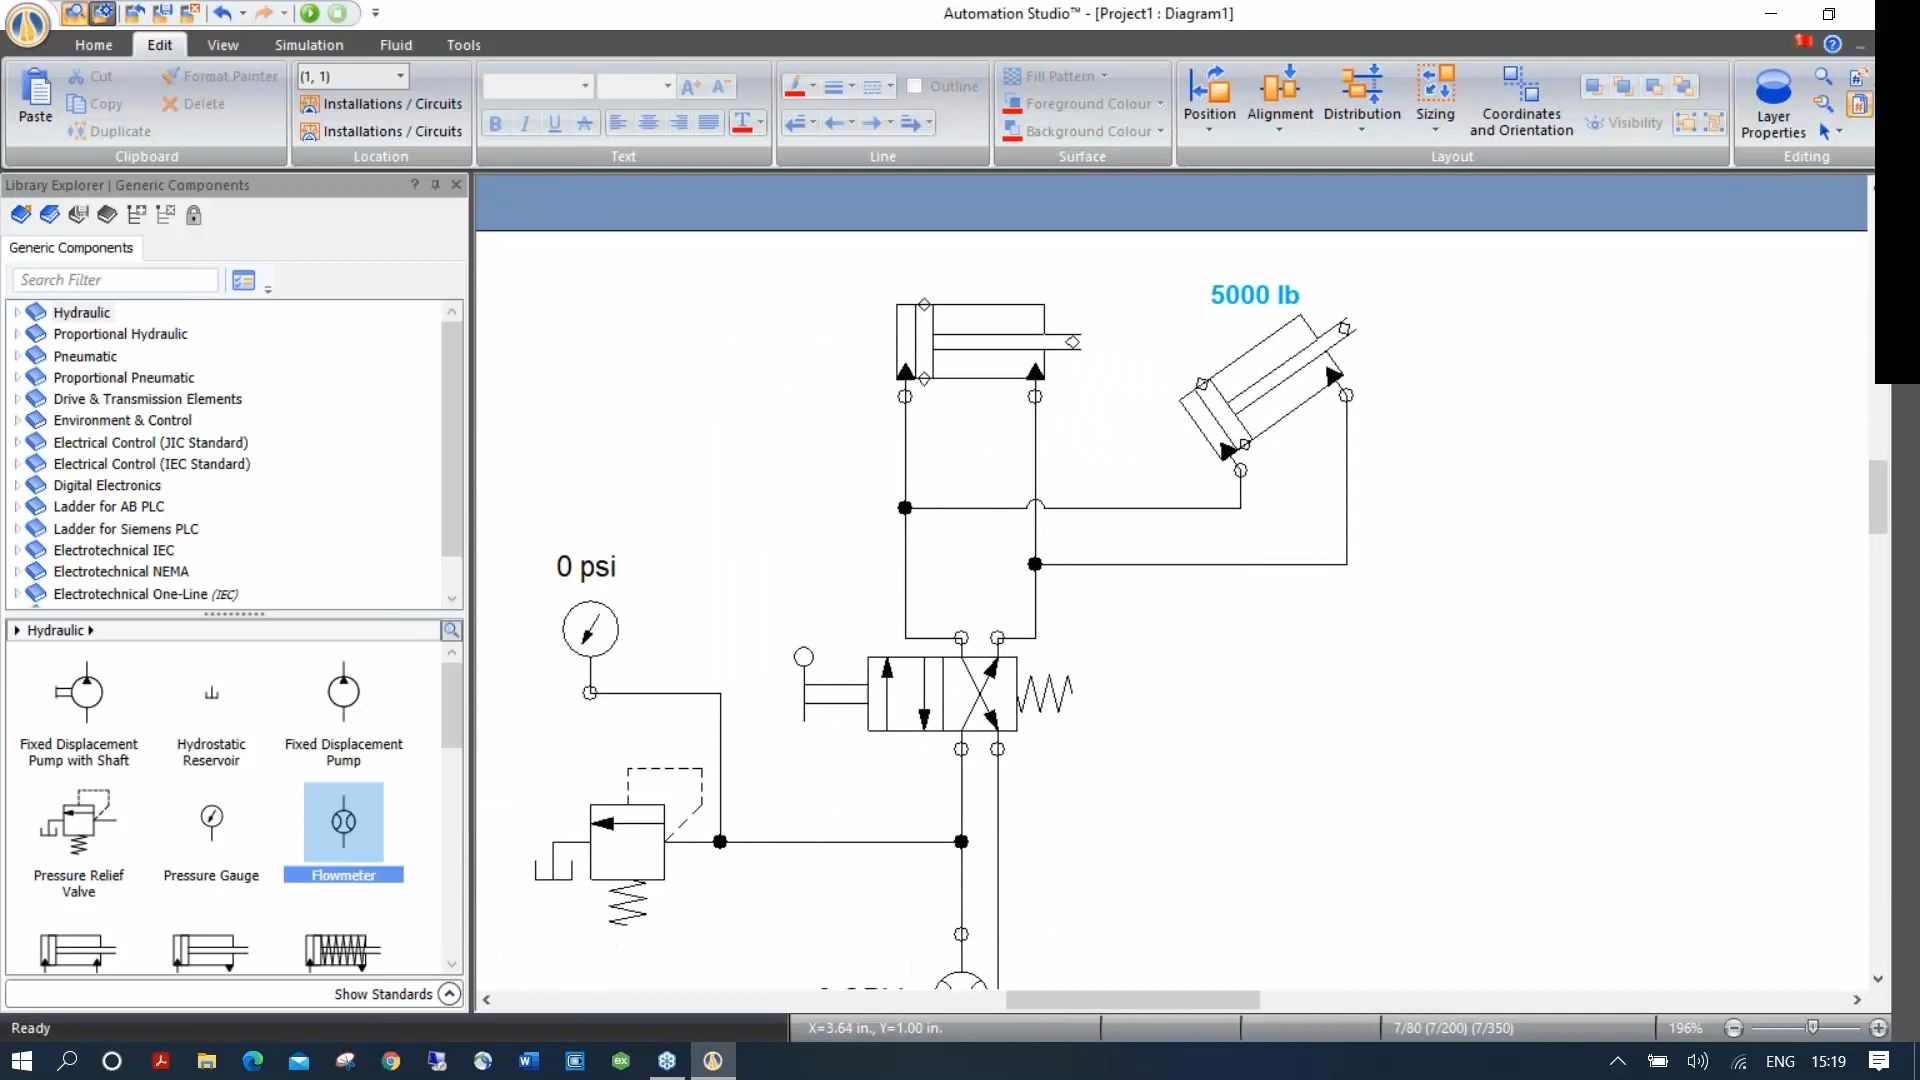 Automation Studio™ - [Project1 : Diagram1]
Home Edit View Simulation Fluid Tools
Paste
Cut
Copy
Duplicate
Format Painter
Delete
Clipboard
(1, 1)
Installations / Circuits
Installations / Circuits
Location
A+ A-
B I U A T
Text
Outline
Line
Fill Pattern
Foreground Colour
Background Colour
Surface
Position
Alignment
Distribution
Sizing
Coordinates
and Orientation
Visibility
Layout
Layer
Properties
Editing
Library Explorer | Generic Components
Generic Components
Search Filter
Hydraulic
Proportional Hydraulic
Pneumatic
Proportional Pneumatic
Drive & Transmission Elements
Environment & Control
Electrical Control (JIC Standard)
Electrical Control (IEC Standard)
Digital Electronics
Ladder for AB PLC
Ladder for Siemens PLC
Electrotechnical IEC
Electrotechnical NEMA
Electrotechnical One-Line (IEC)
Hydraulic
Fixed Displacement
Pump with Shaft
Hydrostatic
Reservoir
Fixed Displacement
Pump
Pressure Relief
Valve
Pressure Gauge
Flowmeter
Show Standards
5000 lb
0 psi
Ready
X=3.64 in., Y=1.00 in.
7/80 (7/200) (7/350)
196%
ENG
15:19